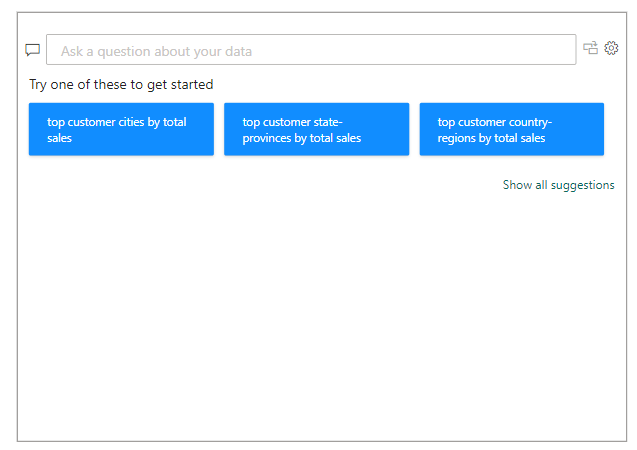 Ask a question about your data
Try one of these to get started
top customer cities by total
sales
top customer state-
provinces by total sales
top customer country-
regions by total sales
Show all suggestions